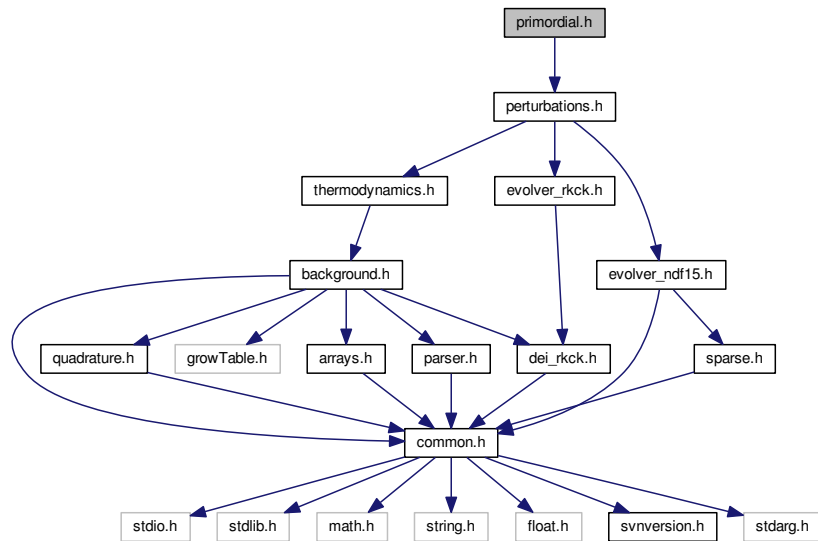 primordial.h
perturbations.h
thermodynamics.h
evolver_rkck.h
background.h
evolver_ndf15.h
quadrature.h
growTable.h
arrays.h
parser.h
dei_rkck.h
sparse.h
common.h
stdio.h
stdlib.h
math.h
string.h
float.h
svnversion.h
stdarg.h